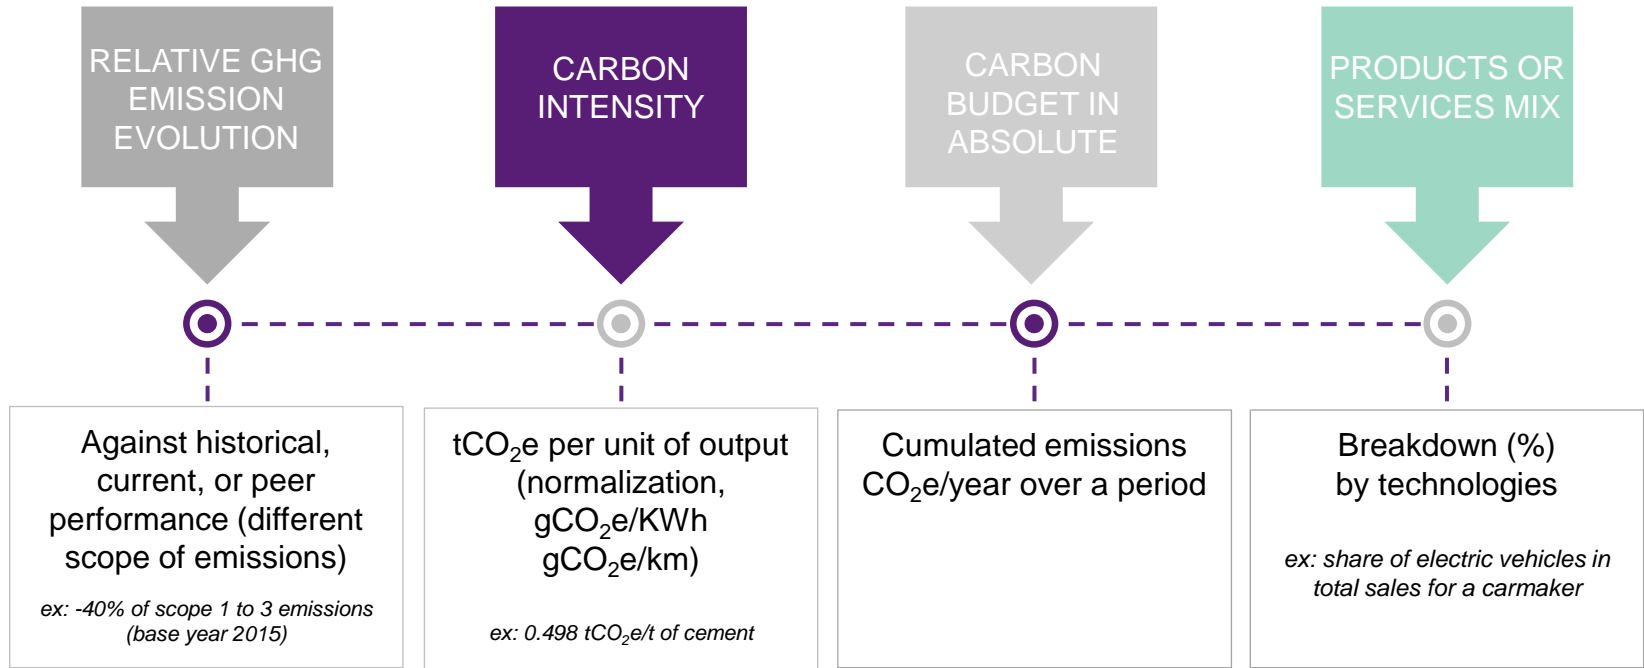 RELATIVE GHG
EMISSION
EVOLUTION
CARBON
INTENSITY
CARBON
BUDGET IN
ABSOLUTE
PRODUCTS OR
SERVICES MIX
Against historical,
current, or peer
performance (different
scope of emissions)
ex: -40% of scope 1 to 3 emissions
(base year 2015)
tCO₂e per unit of output
(normalization,
gCO₂e/KWh
gCO₂e/km)
ex: 0.498 tCO₂e/t of cement
Cumulated emissions
CO₂e/year over a period
Breakdown (%)
by technologies
ex: share of electric vehicles in
total sales for a carmaker